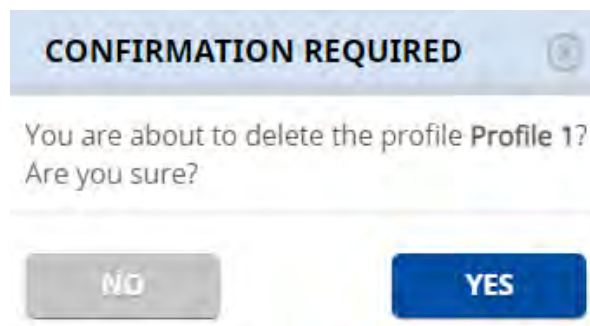 CONFIRMATION REQUIRED
You are about to delete the profile Profile 1?
Are you sure?
NO
YES